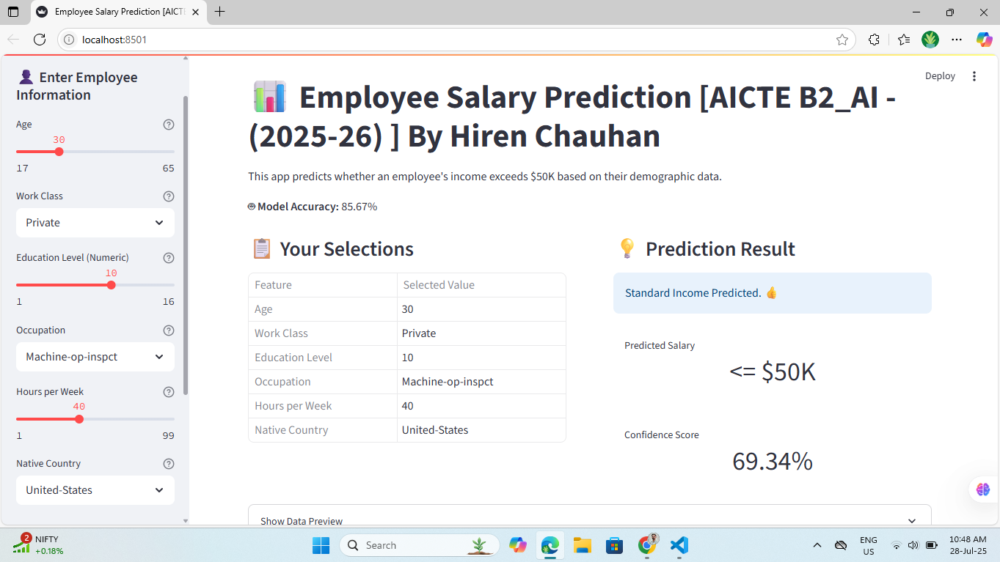 Employee Salary Prediction [AICTE
localhost:8501
Enter Employee
Information
Age
30
17 65
Work Class
Private
Education Level (Numeric)
10
1 16
Occupation
Machine-op-inspct
Hours per Week
40
1 99
Native Country
United-States
Deploy
Employee Salary Prediction [AICTE B2_AI -
(2025-26) ] By Hiren Chauhan
This app predicts whether an employee's income exceeds $50K based on their demographic data.
Model Accuracy: 85.67%
Your Selections
Feature Selected Value
Age 30
Work Class Private
Education Level 10
Occupation Machine-op-inspct
Hours per Week 40
Native Country United-States
Prediction Result
Standard Income Predicted. 👍
Predicted Salary
<= $50K
Confidence Score
69.34%
Show Data Preview
2
NIFTY
+0.18%
Search
ENG
US
10:48 AM
28-Jul-25